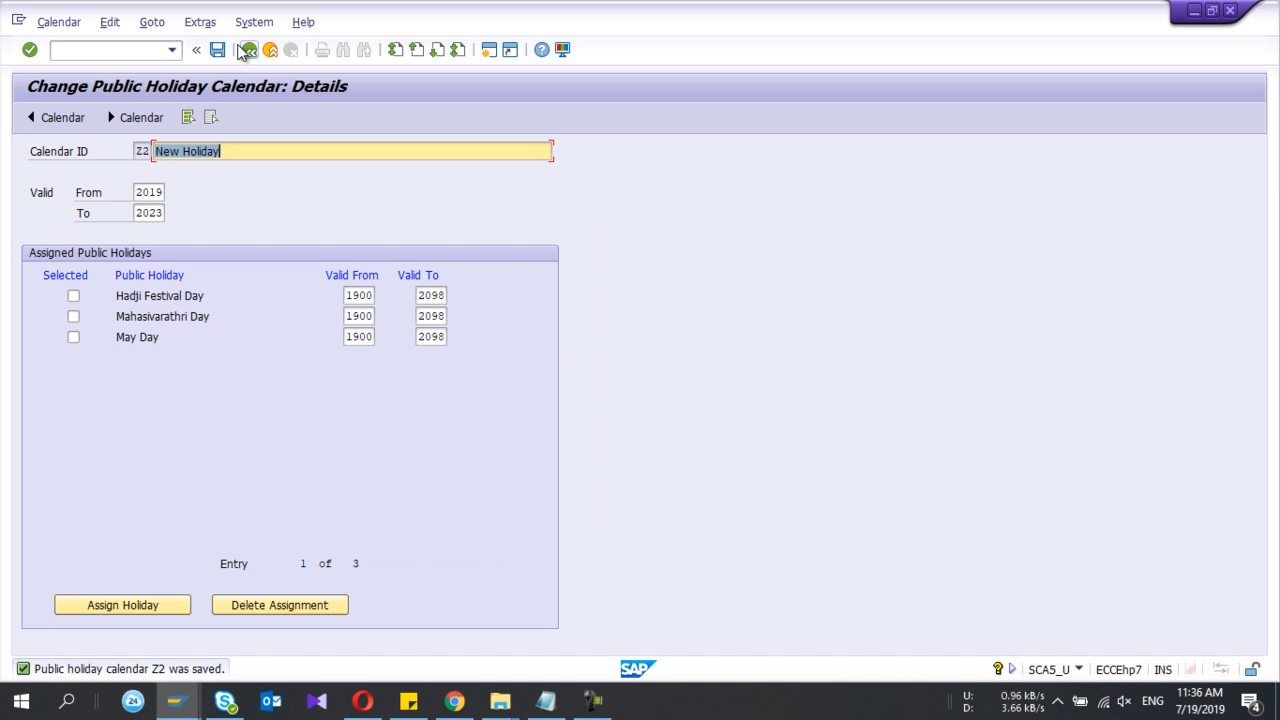 Calendar Edit Goto Extras System Help
Change Public Holiday Calendar: Details
Calendar Calendar
Calendar ID Z2 New Holiday
Valid From 2019
To 2023
Assigned Public Holidays
Selected Public Holiday Valid From Valid To
Hadji Festival Day 1900 2098
Mahasivarathri Day 1900 2098
May Day 1900 2098
Entry 1 of 3
Assign Holiday Delete Assignment
Public holiday calendar Z2 was saved. SAP SCA5_U ECCEhp7 INS
24 U: 0.96 kB/s 11:36 AM
D: 3.66 kB/s ENG 7/19/2019 4